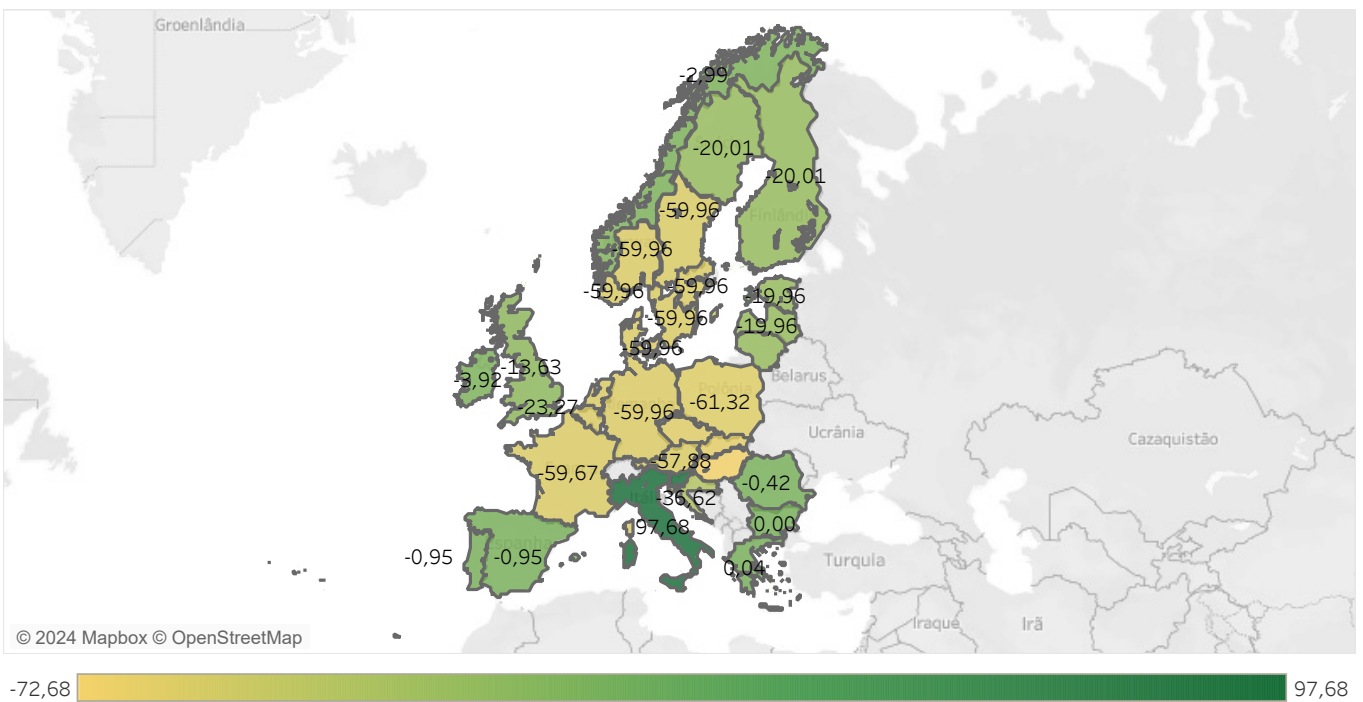 Groenlândia
-2,99
-20,01
-20,01
Finlândi
-59,96
-59,96
-59,96
-59,96
-19,96
-59,96
-19,96
-59,96
-13,63
-3,92
-23,27
Belarus
Polônia
-61,32
-59,96
Ucrânia
Cazaquistão
-57,88
-59,67
-0,42
-36,62
97,68
0,00
-0,95
-0,95
Espanha
0,04
Turquia
Iraque
Irã
© 2024 Mapbox © OpenStreetMap
-72,68
97,68